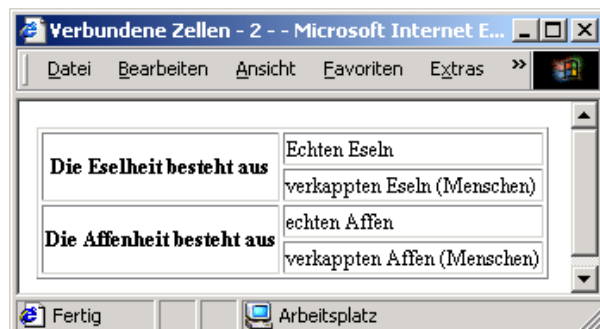 Verbundene Zellen - 2 - - Microsoft Internet E...
Datei Bearbeiten Ansicht Favoriten Extras »
Die Eselheit besteht aus
Echten Eseln
verkappten Eseln (Menschen)
Die Affenheit besteht aus
echten Affen
verkappten Affen (Menschen)
Fertig Arbeitsplatz